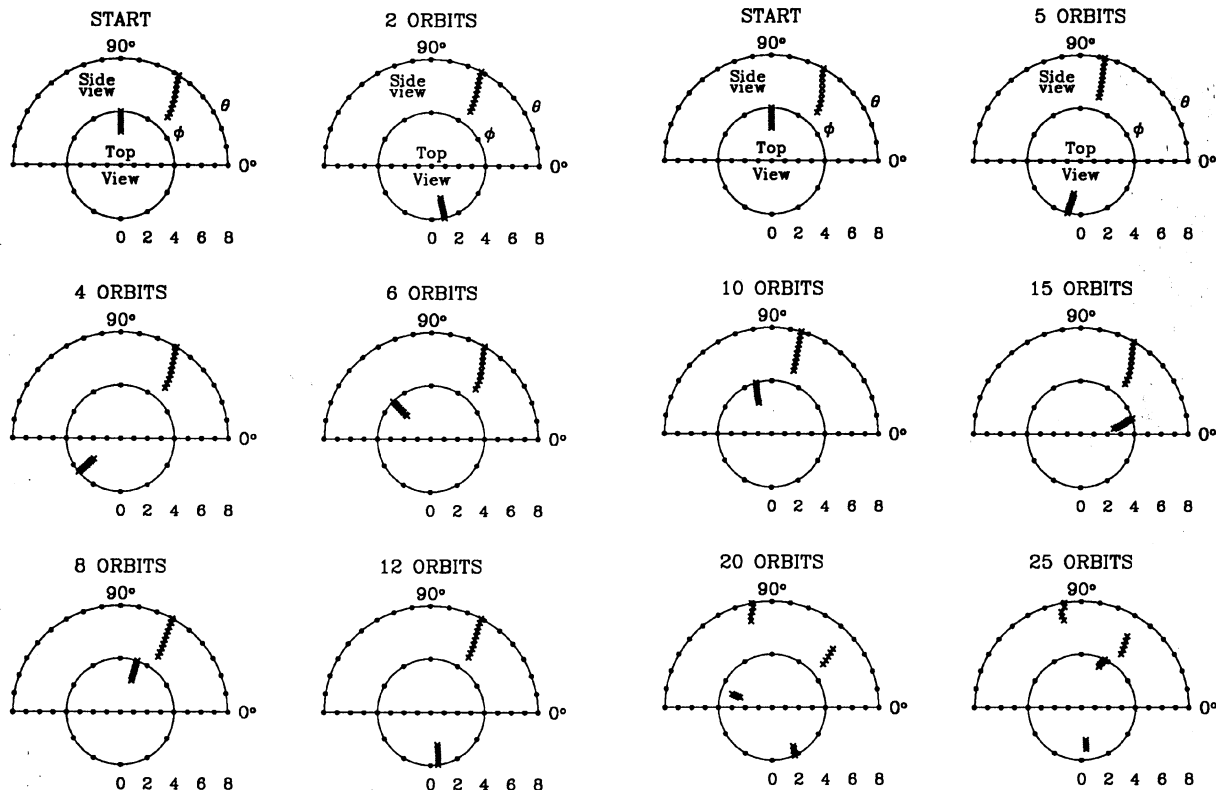 START
90°
Side
view
θ
φ
Top
View
0°
0 2 4 6 8
2 ORBITS
90°
Side
view
θ
φ
Top
View
0°
0 2 4 6 8
START
90°
Side
view
θ
φ
Top
View
0°
0 2 4 6 8
5 ORBITS
90°
Side
view
θ
φ
Top
View
0°
0 2 4 6 8
4 ORBITS
90°
0°
0 2 4 6 8
6 ORBITS
90°
0°
0 2 4 6 8
10 ORBITS
90°
0°
0 2 4 6 8
15 ORBITS
90°
0°
0 2 4 6 8
8 ORBITS
90°
0°
0 2 4 6 8
12 ORBITS
90°
0°
0 2 4 6 8
20 ORBITS
90°
0°
0 2 4 6 8
25 ORBITS
90°
0°
0 2 4 6 8